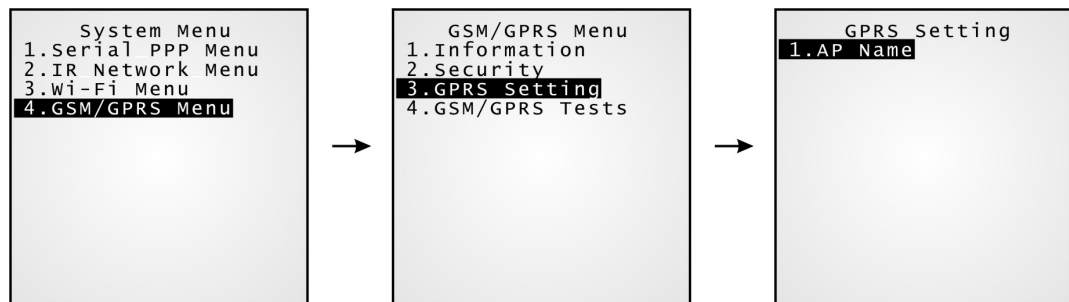 System Menu
1.Serial PPP Menu
2.IR Network Menu
3.Wi-Fi Menu
4.GSM/GPRS Menu
GSM/GPRS Menu
1.Information
2.Security
3.GPRS Setting
4.GSM/GPRS Tests
GPRS Setting
1.AP Name